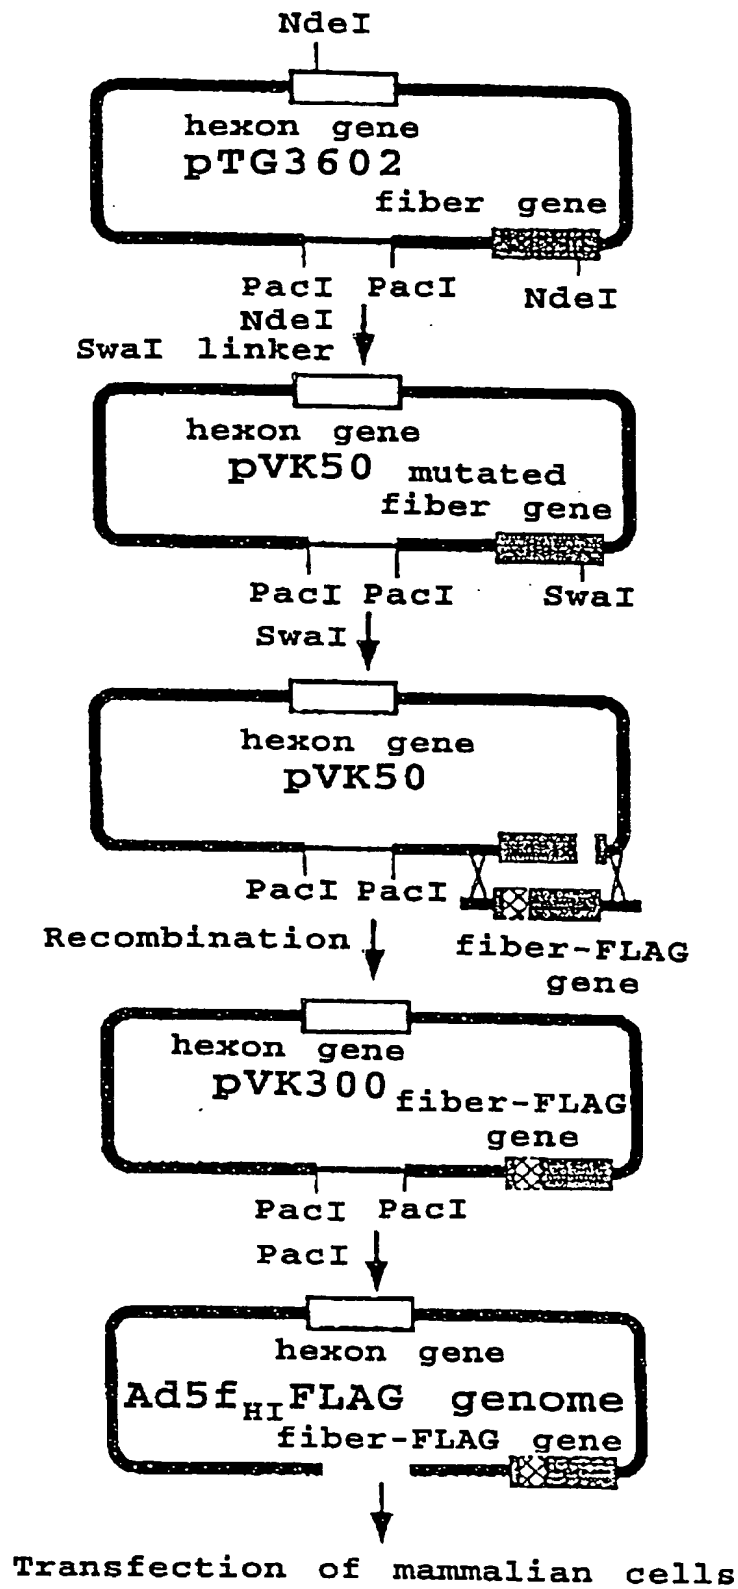 NdeI
hexon gene
pTG3602
fiber gene
PacI PacI
NdeI
NdeI
SwaI linker
hexon gene
pVK50
mutated
fiber gene
PacI PacI
SwaI
SwaI
hexon gene
pVK50
PacI PacI
Recombination
fiber-FLAG
gene
hexon gene
pVK300
fiber-FLAG
gene
PacI PacI
PacI
hexon gene
Ad5fHIFLAG genome
fiber-FLAG gene
Transfection of mammalian cells